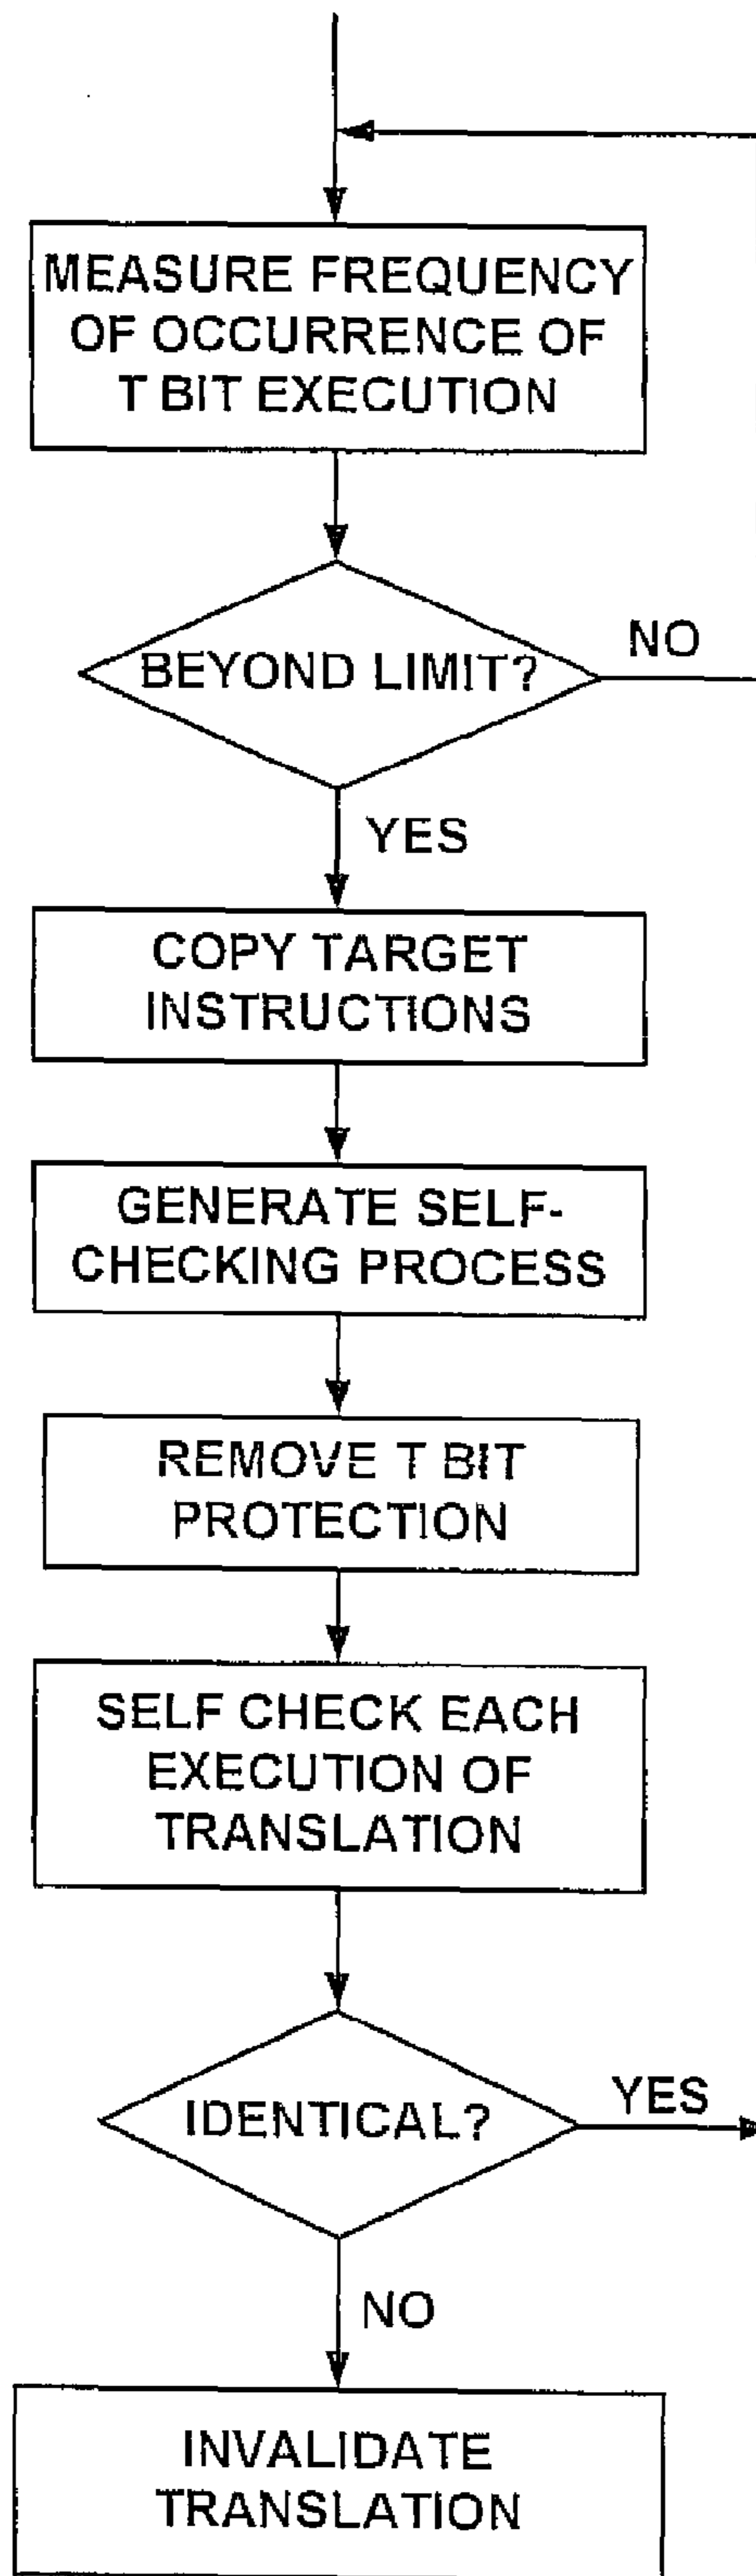 MEASURE FREQUENCY
OF OCCURRENCE OF
T BIT EXECUTION
BEYOND LIMIT?
NO
YES
COPY TARGET
INSTRUCTIONS
GENERATE SELF-
CHECKING PROCESS
REMOVE T BIT
PROTECTION
SELF CHECK EACH
EXECUTION OF
TRANSLATION
IDENTICAL?
YES
NO
INVALIDATE
TRANSLATION